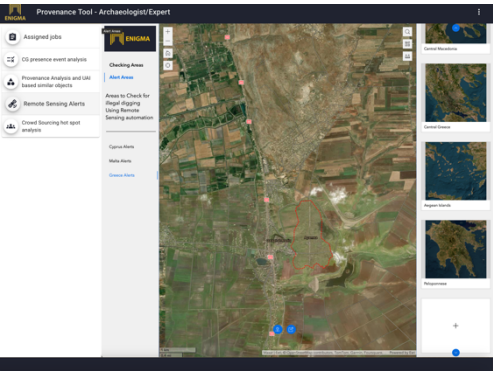 ENIGMA
Provenance Tool - Archaeologist/Expert
Assigned jobs
CG presence event analysis
Provenance Analysis and UAI
based similar objects
Remote Sensing Alerts
Crowd Sourcing hot spot
analysis
Alert Areas
ENIGMA
Checking Areas
Alert Areas
Areas to Check for
illegal digging
Using Remote
Sensing automation
Cyprus Alerts
Malta Alerts
Greece Alerts
Central Macedonia
Central Greece
Aegean Islands
Peloponnese